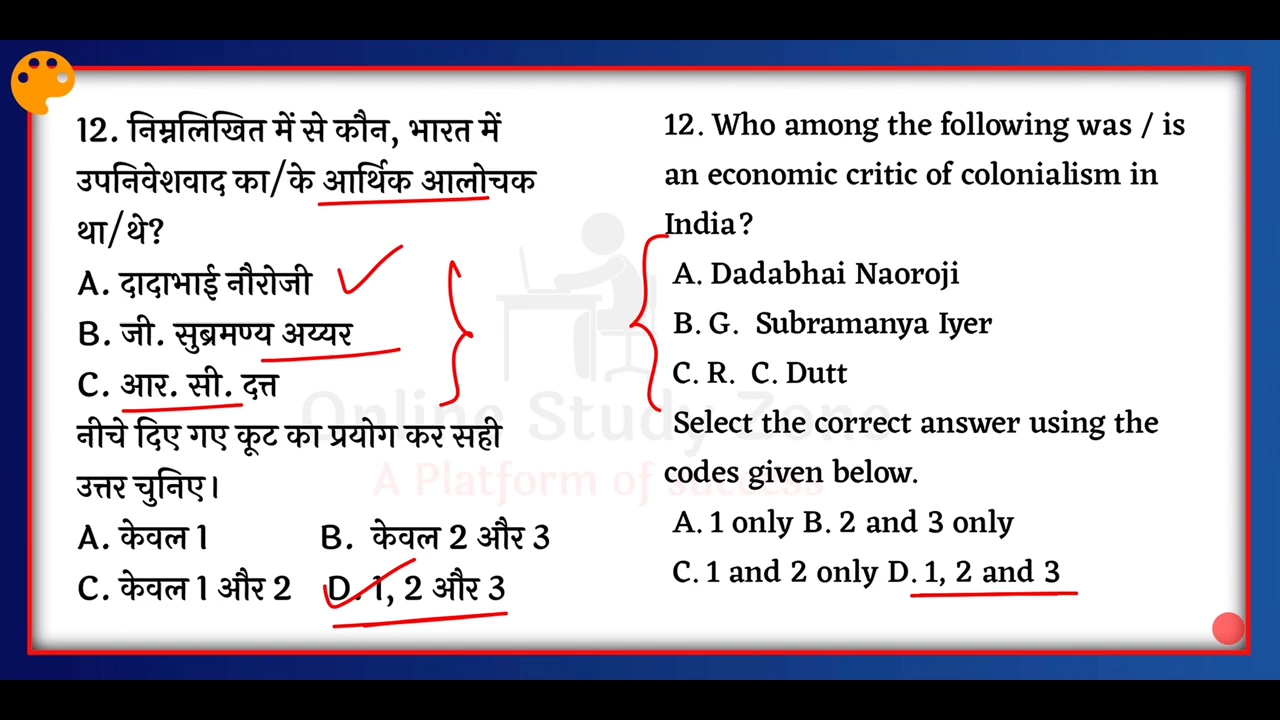 12. निम्नलिखित में से कौन, भारत में
उपनिवेशवाद का/के आर्थिक आलोचक
था/थे?
A. दादाभाई नौरोजी
B. जी. सुब्रमण्य अय्यर
C. आर. सी. दत्त
नीचे दिए गए कूट का प्रयोग कर सही
उत्तर चुनिए।
A. केवल 1 B. केवल 2 और 3
C. केवल 1 और 2 D. 1, 2 और 3
12. Who among the following was / is
an economic critic of colonialism in
India?
A. Dadabhai Naoroji
B. G. Subramanya Iyer
C. R. C. Dutt
Select the correct answer using the
codes given below.
A. 1 only B. 2 and 3 only
C. 1 and 2 only D. 1, 2 and 3
Online Study Zone
A Platform of success